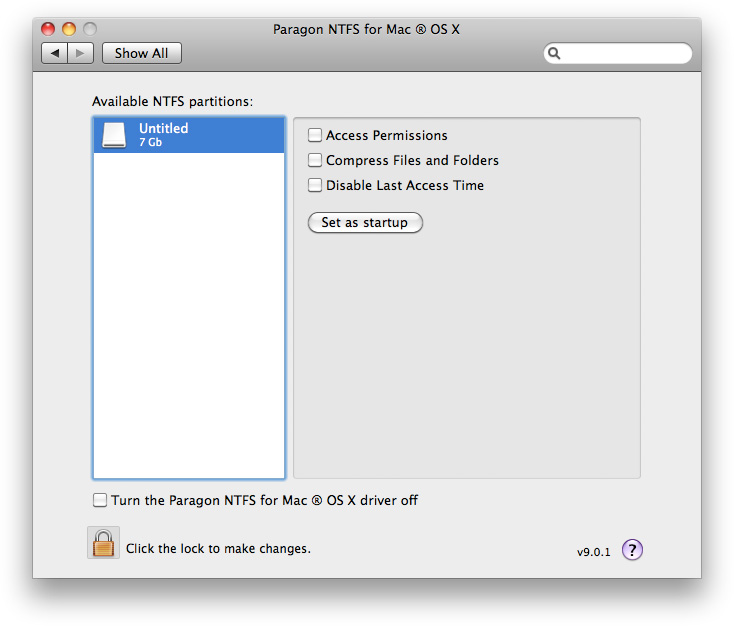 Paragon NTFS for Mac ® OS X
Show All
Available NTFS partitions:
Untitled
7 Gb
Access Permissions
Compress Files and Folders
Disable Last Access Time
Set as startup
Turn the Paragon NTFS for Mac ® OS X driver off
Click the lock to make changes.
v9.0.1
?